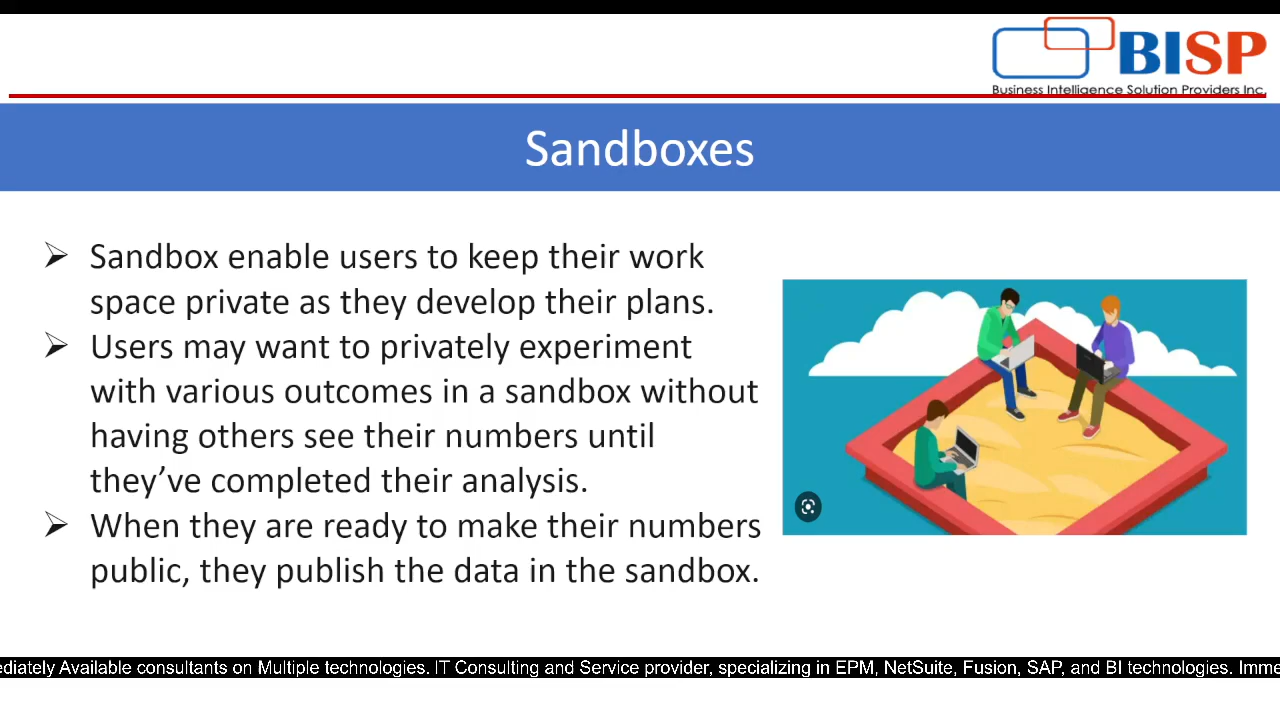 BISP
Business Intelligence Solution Providers Inc.
Sandboxes
➢ Sandbox enable users to keep their work
space private as they develop their plans.
➢ Users may want to privately experiment
with various outcomes in a sandbox without
having others see their numbers until
they’ve completed their analysis.
➢ When they are ready to make their numbers
public, they publish the data in the sandbox.
ediately Available consultants on Multiple technologies. IT Consulting and Service provider, specializing in EPM, NetSuite, Fusion, SAP, and BI technologies. Imme